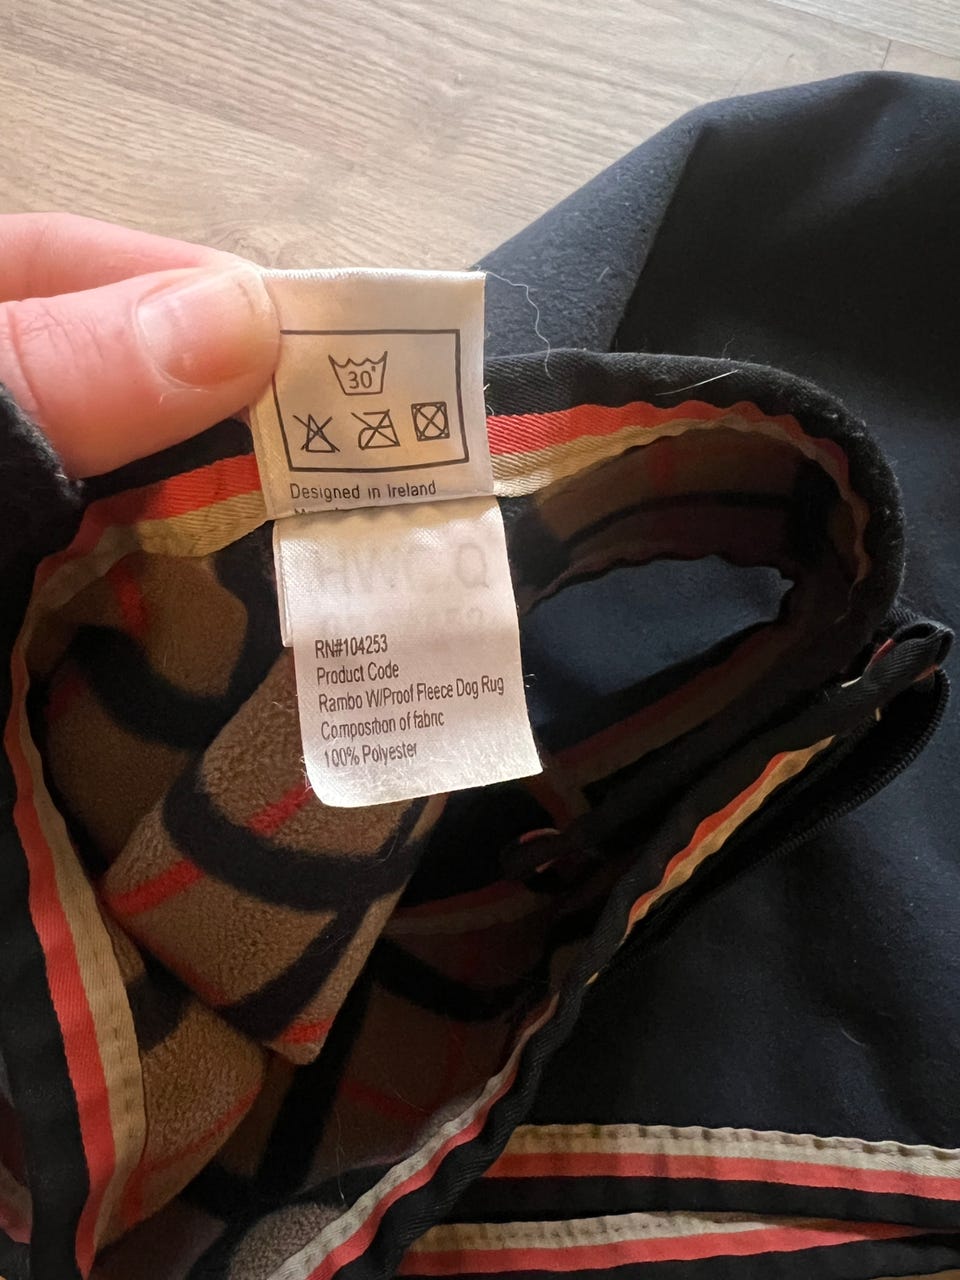 30°
Designed in Ireland
RN#104253
Product Code
Rambo W/Proof Fleece Dog Rug
Composition of fabric
100% Polyester